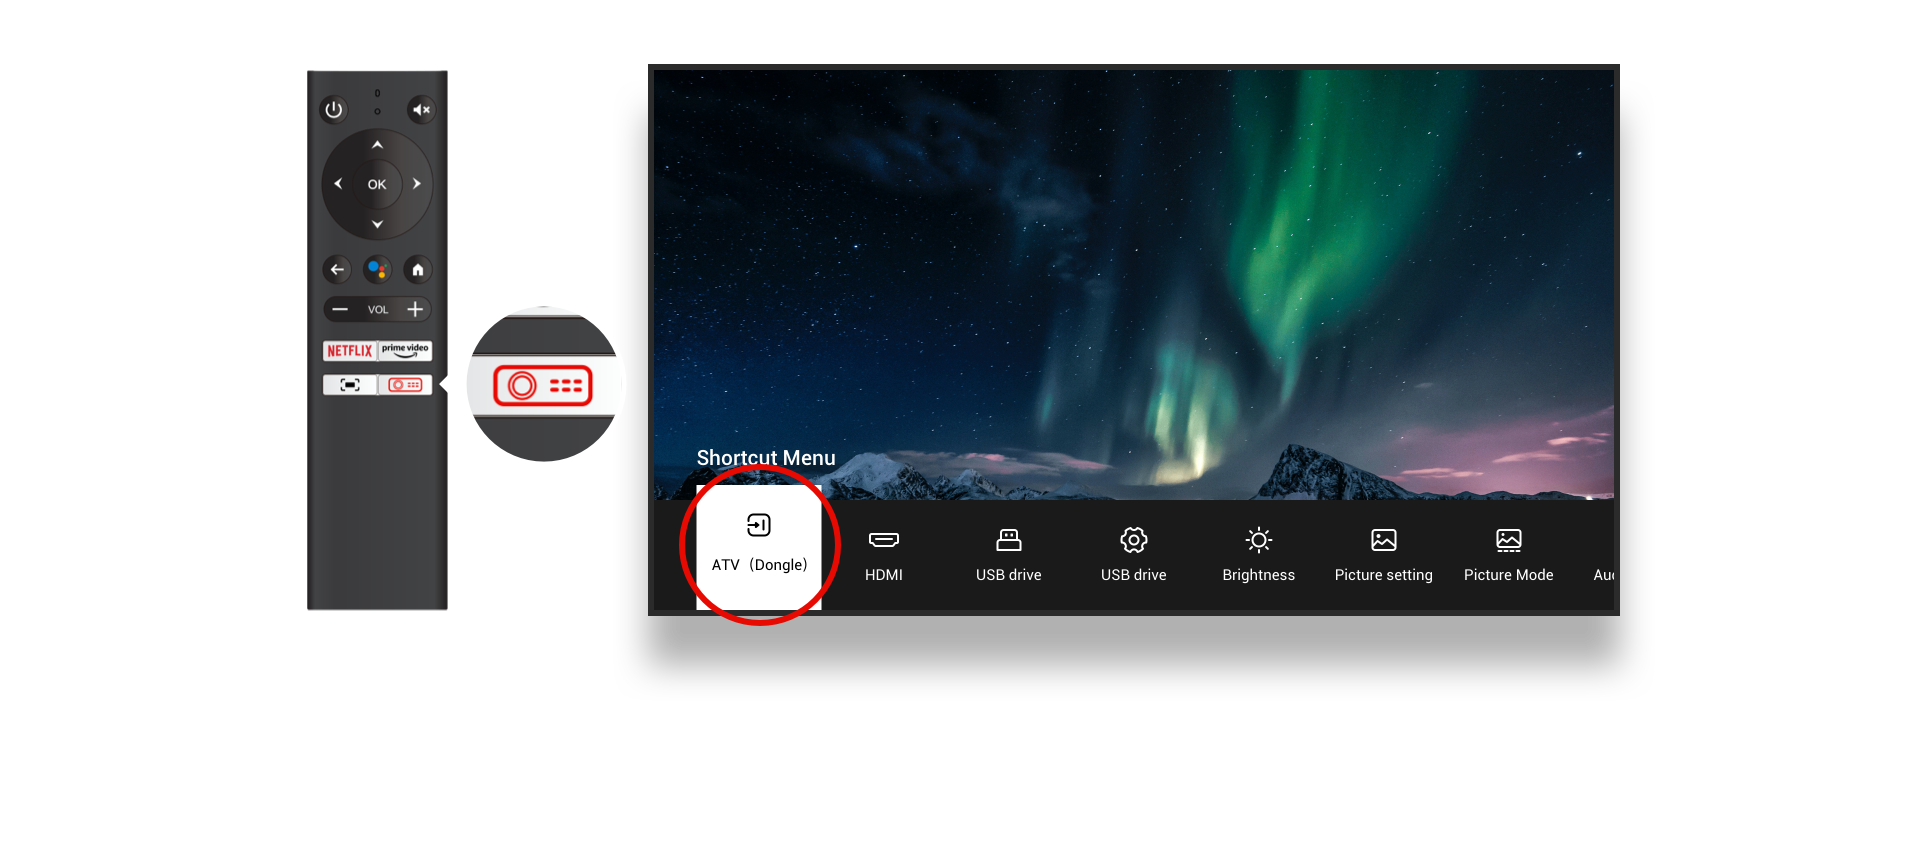 OK
VOL
NETFLIX
prime video
Shortcut Menu
ATV（Dongle）
HDMI
USB drive
USB drive
Brightness
Picture setting
Picture Mode